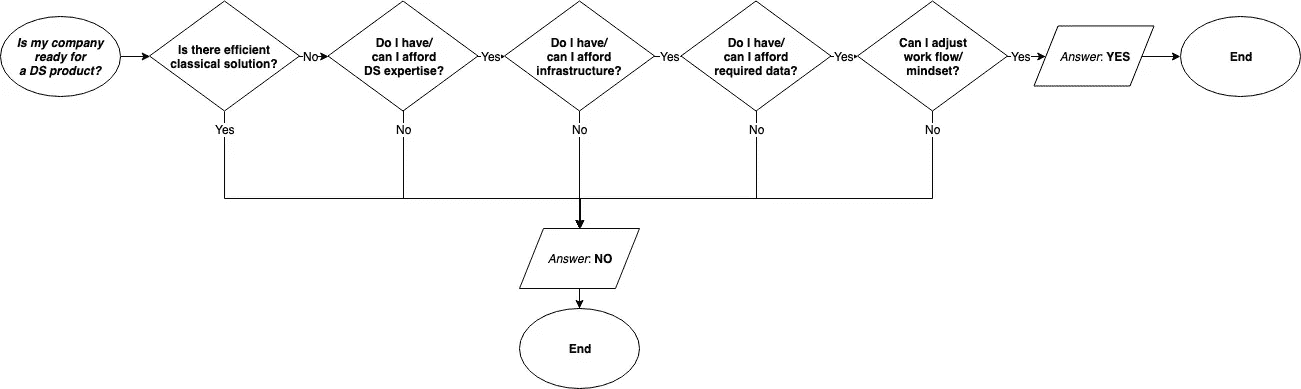 Is my company
ready for
a DS product?
Is there efficient
classical solution?
No
Do I have/
can I afford
DS expertise?
Yes
Do I have/
can I afford
infrastructure?
Yes
Do I have/
can I afford
required data?
Yes
Can I adjust
work flow/
mindset?
Yes
Answer: YES
End
Yes
No
No
No
No
Answer: NO
End